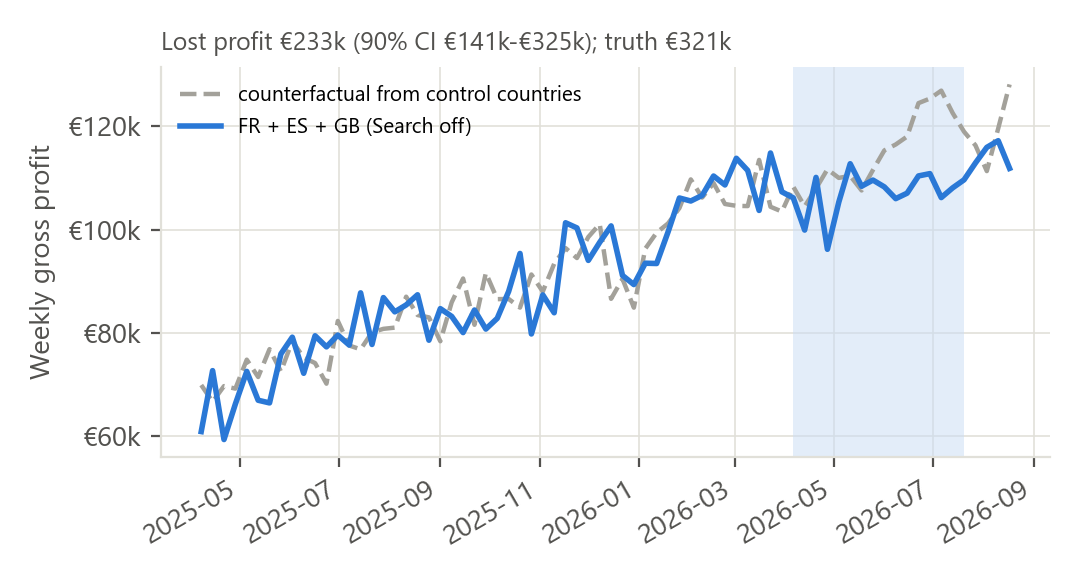 Lost profit €233k (90% CI €141k-€325k); truth €321k
counterfactual from control countries
FR + ES + GB (Search off)
Weekly gross profit
€120k
€100k
€80k
€60k
2025-05
2025-07
2025-09
2025-11
2026-01
2026-03
2026-05
2026-07
2026-09